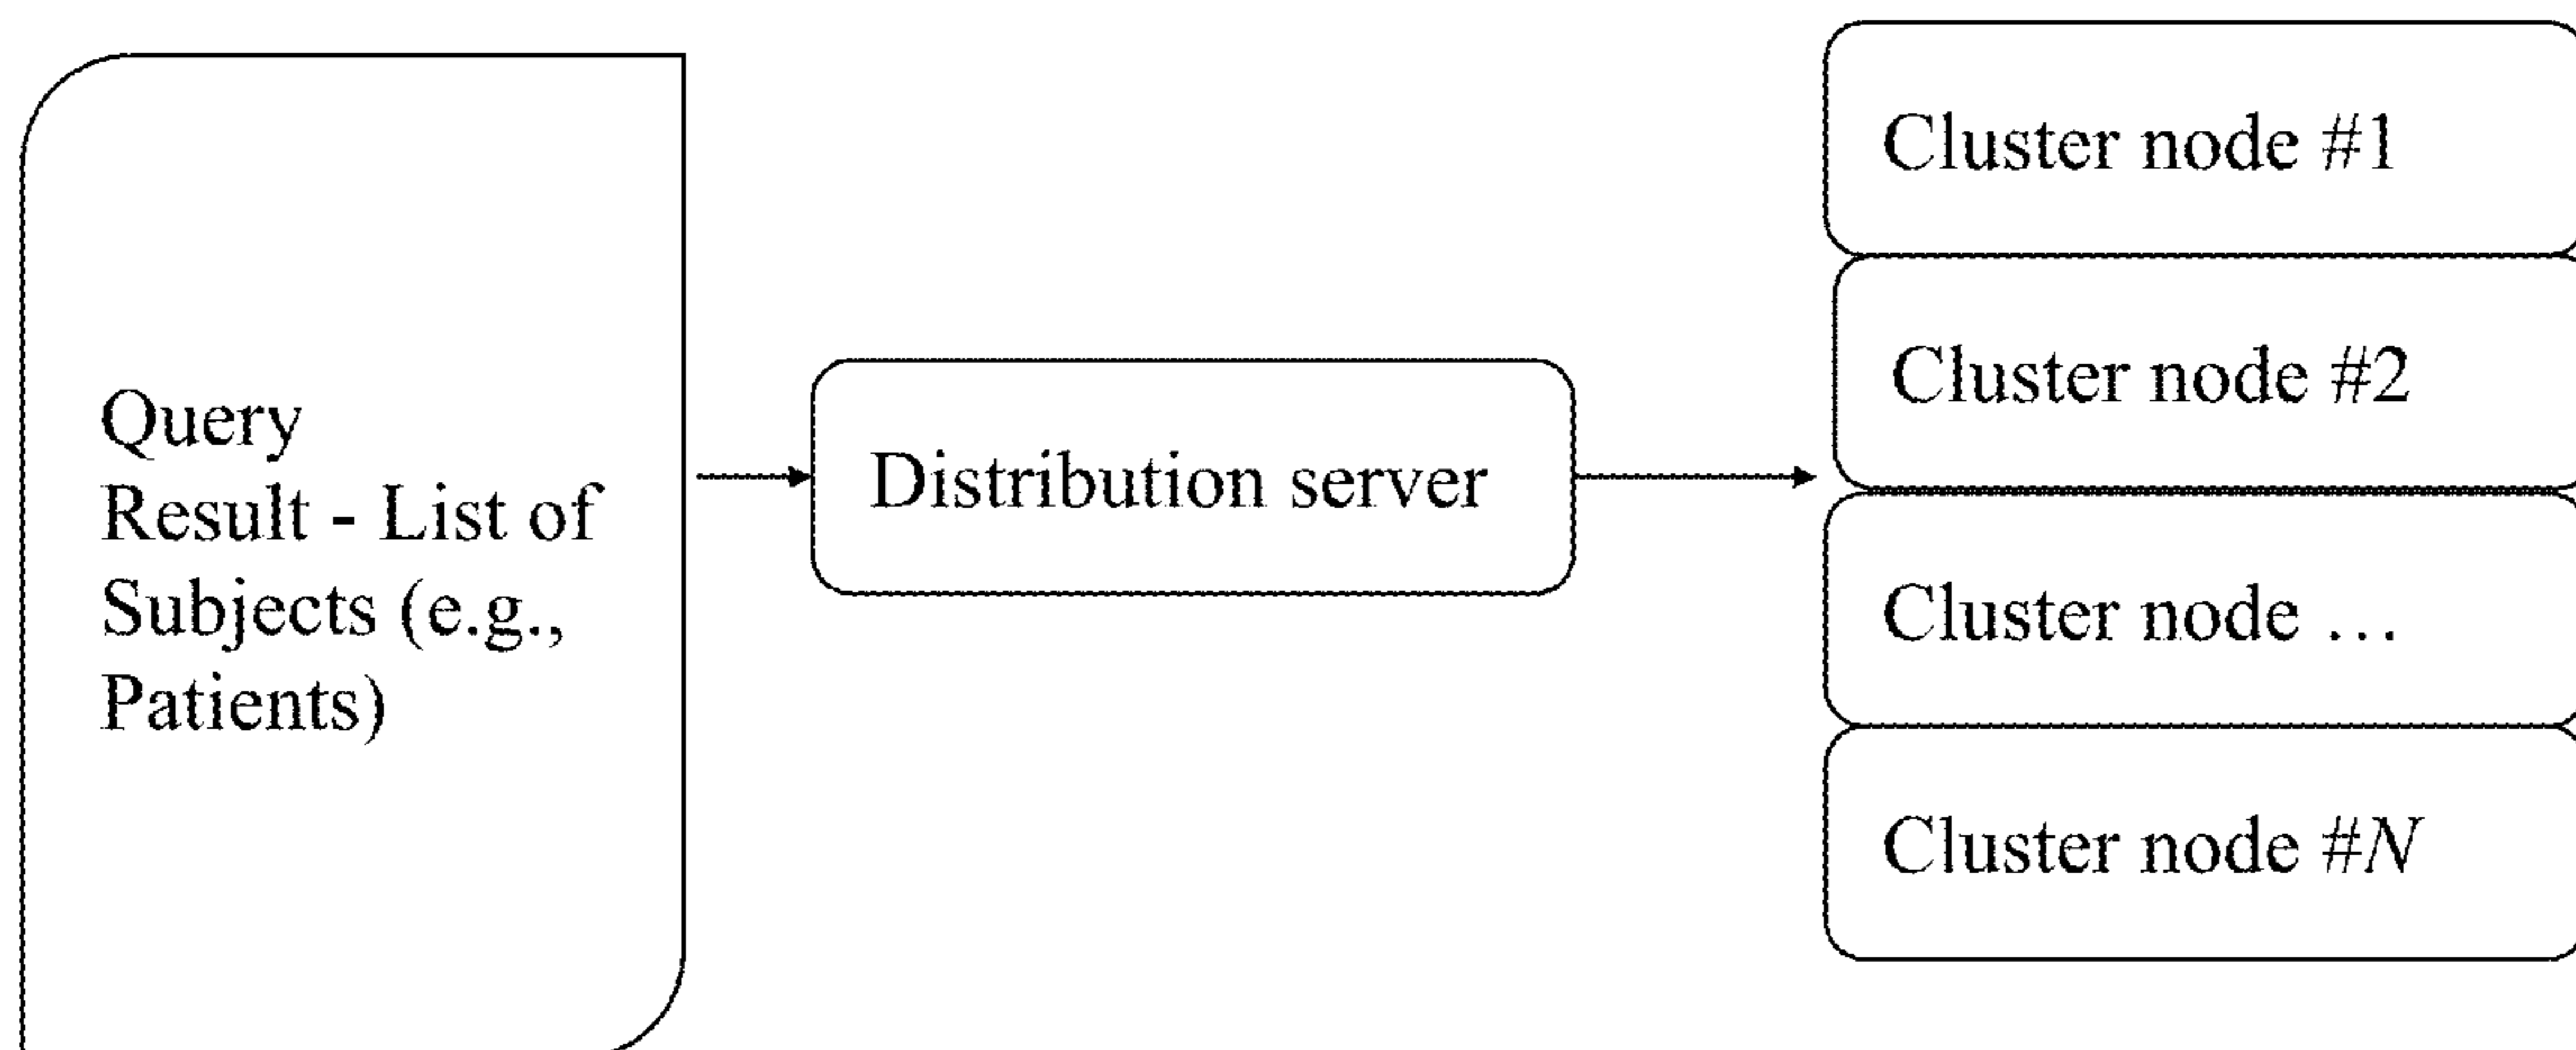 Query
Result - List of
Subjects (e.g.,
Patients)
Distribution server
Cluster node #1
Cluster node #2
Cluster node …
Cluster node #N